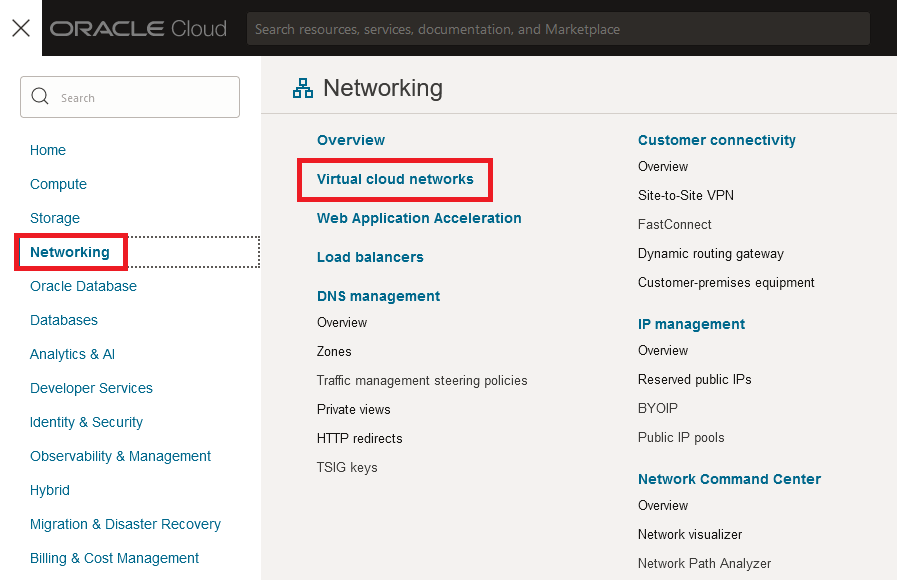 ORACLE Cloud
Search resources, services, documentation, and Marketplace
Search
Home
Compute
Storage
Networking
Oracle Database
Databases
Analytics & AI
Developer Services
Identity & Security
Observability & Management
Hybrid
Migration & Disaster Recovery
Billing & Cost Management
Networking
Overview
Virtual cloud networks
Web Application Acceleration
Load balancers
DNS management
Overview
Zones
Traffic management steering policies
Private views
HTTP redirects
TSIG keys
Customer connectivity
Overview
Site-to-Site VPN
FastConnect
Dynamic routing gateway
Customer-premises equipment
IP management
Overview
Reserved public IPs
BYOIP
Public IP pools
Network Command Center
Overview
Network visualizer
Network Path Analyzer